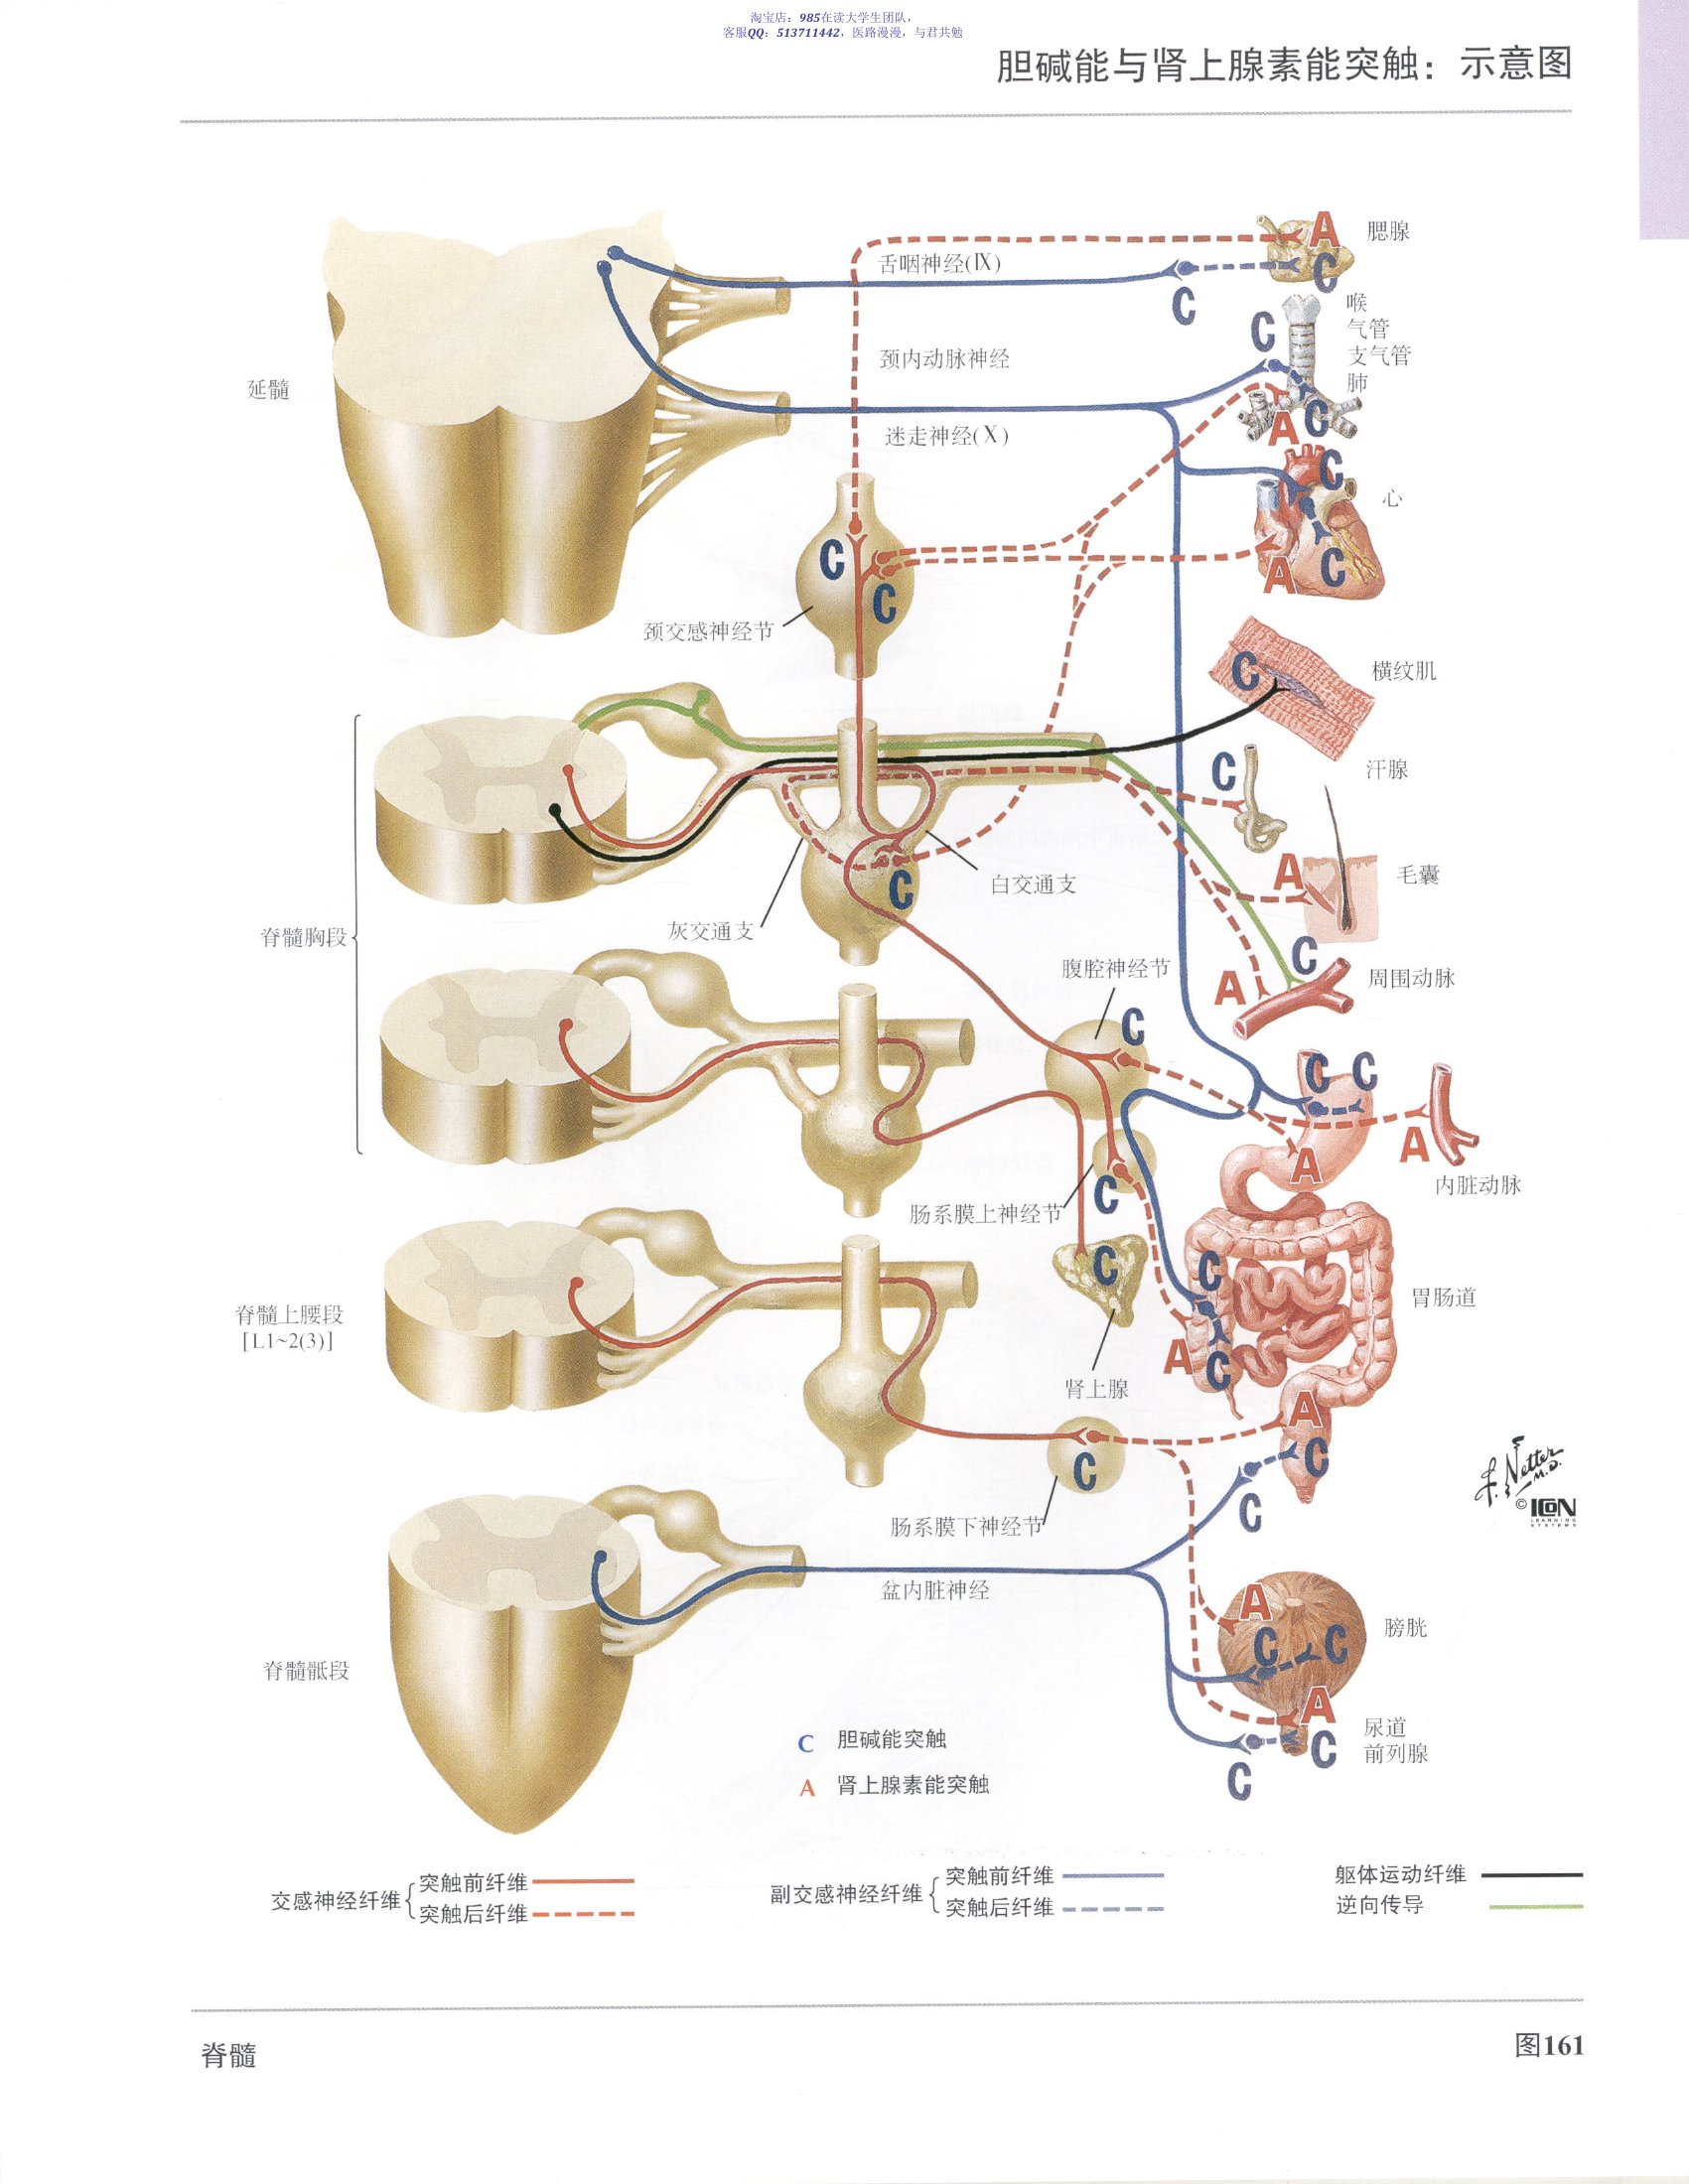 淘宝店：985在读大学生团队，
客服QQ：513711442，医路漫漫，与君共勉
胆碱能与肾上腺素能突触：示意图
A
腮腺
舌咽神经(Ⅸ)
C
C
喉
C
气管
颈内动脉神经
支气管
延髓
肺
A
C
迷走神经(X)
C
心
C
C
A
C
颈交感神经节
C
横纹肌
C
汗腺
A
毛囊
C
白交通支
灰交通支
脊髓胸段
C
腹腔神经节
A
周围动脉
C
C
C
A
A
内脏动脉
C
肠系膜上神经节
C
C
胃肠道
脊髓上腰段
[L1~2(3)]
A
C
肾上腺
A
C
C
F. Netter M.D.
© ICON
LEARNING
SYSTEMS
C
肠系膜下神经节
盆内脏神经
A
C
C
膀胱
脊髓骶段
A
尿道
C
前列腺
C
C 胆碱能突触
A 肾上腺素能突触
交感神经纤维
突触前纤维
突触后纤维
副交感神经纤维
突触前纤维
突触后纤维
躯体运动纤维
逆向传导
脊髓
图161